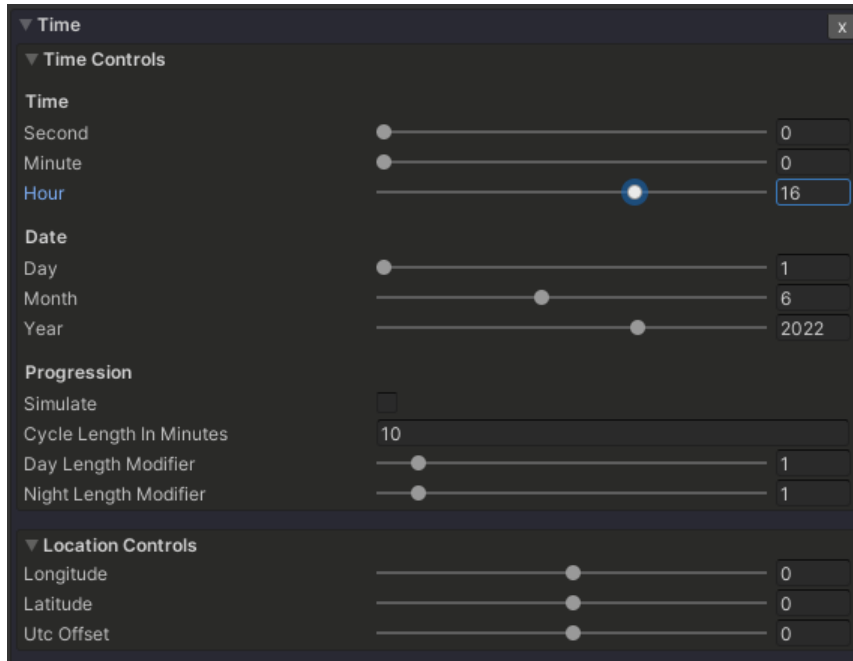 Time x
Time Controls
Time
Second 0
Minute 0
Hour 16
Date
Day 1
Month 6
Year 2022
Progression
Simulate
Cycle Length In Minutes 10
Day Length Modifier 1
Night Length Modifier 1
Location Controls
Longitude 0
Latitude 0
Utc Offset 0